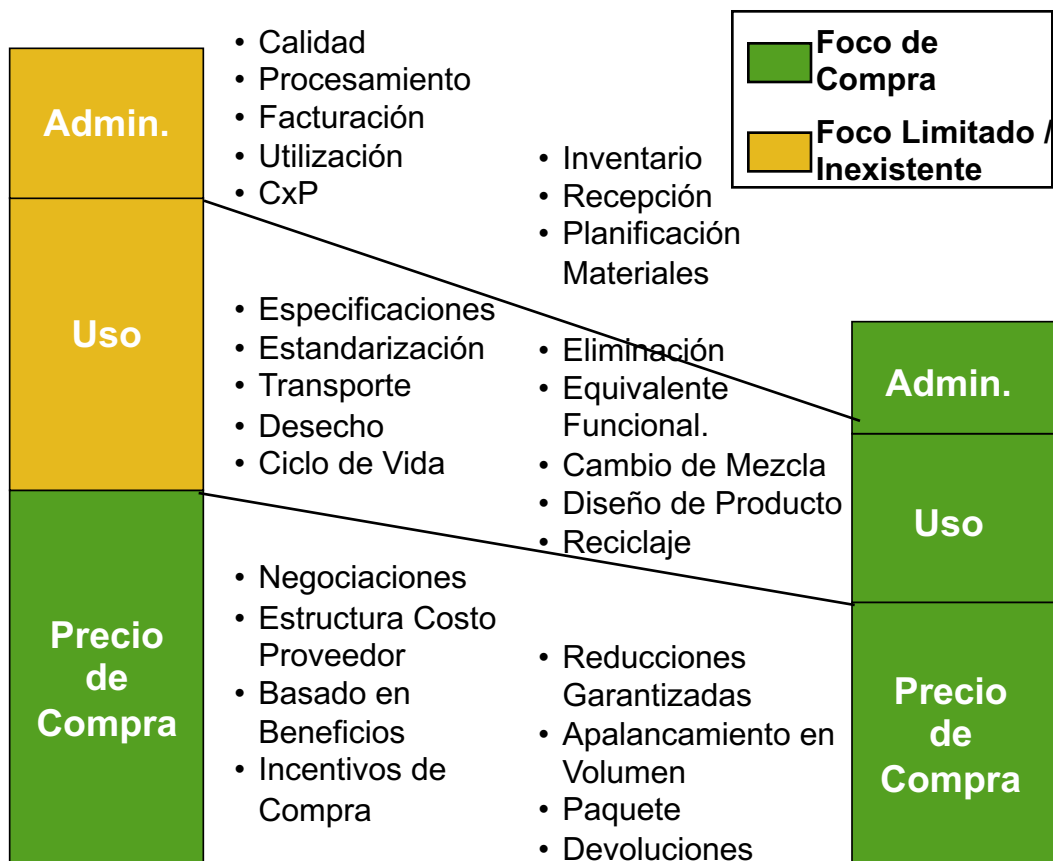 Foco de
Compra
Foco Limitado /
Inexistente
Admin.
Uso
Precio
de
Compra
• Calidad
• Procesamiento
• Facturación
• Utilización
• CxP
• Inventario
• Recepción
• Planificación
Materiales
• Especificaciones
• Estandarización
• Transporte
• Desecho
• Ciclo de Vida
• Eliminación
• Equivalente
Funcional.
• Cambio de Mezcla
• Diseño de Producto
• Reciclaje
• Negociaciones
• Estructura Costo
Proveedor
• Basado en
Beneficios
• Incentivos de
Compra
• Reducciones
Garantizadas
• Apalancamiento en
Volumen
• Paquete
• Devoluciones
Admin.
Uso
Precio
de
Compra